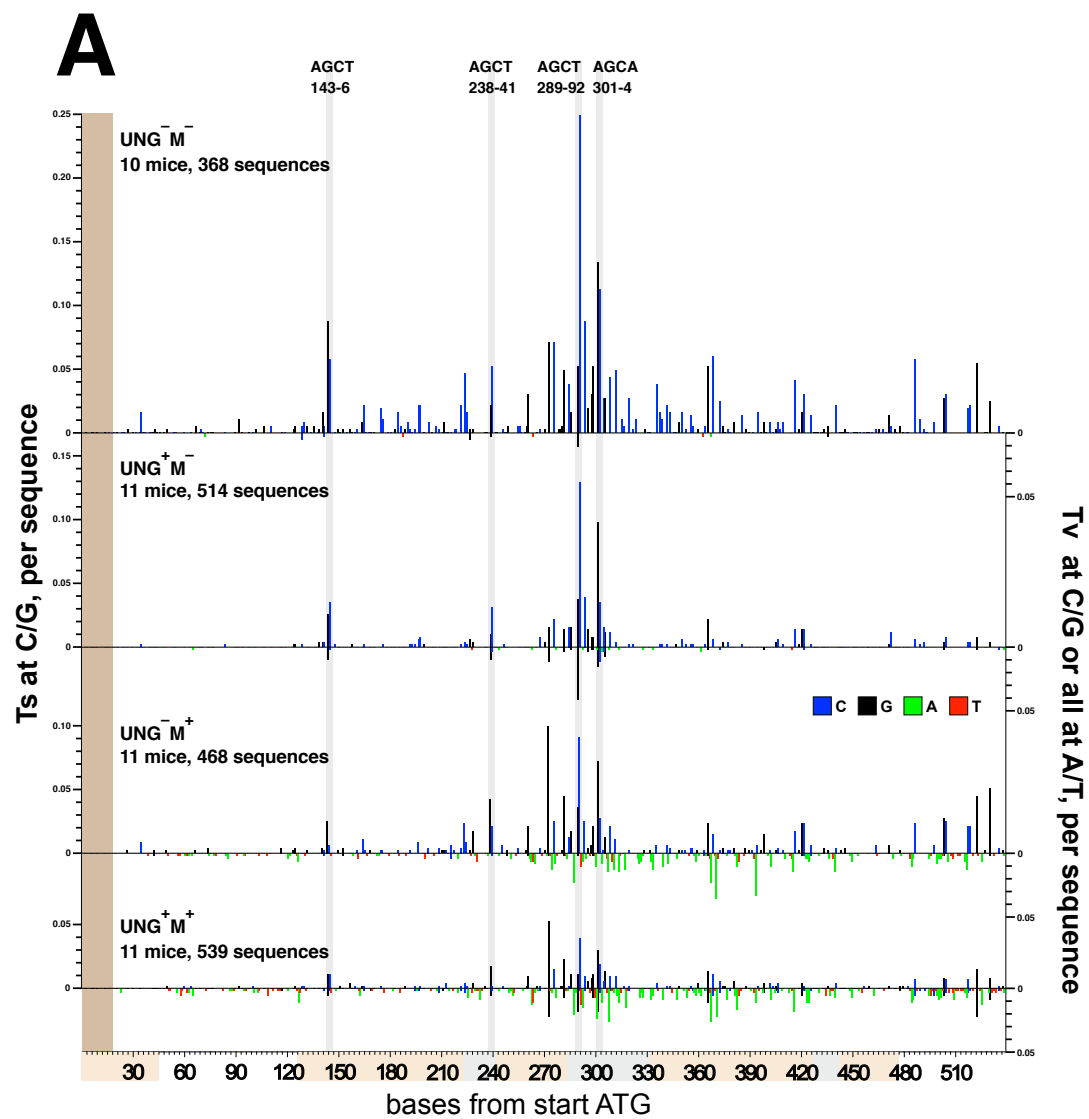 A
AGCT AGCT AGCT AGCA
143-6 238-41 289-92 301-4
0.25
UNG⁻M⁻
10 mice, 368 sequences
0.20
0.15
0.10
0.05
0 0
UNG⁺M⁻
0.15
11 mice, 514 sequences
0.05
0.10
0.05
0 0
0.05
C G A T
UNG⁻M⁺
0.10
11 mice, 468 sequences
0.05
0 0
0.05
UNG⁺M⁺
0.05
11 mice, 539 sequences
0 0
0.05
30 60 90 120 150 180 210 240 270 300 330 360 390 420 450 480 510
bases from start ATG
Ts at C/G, per sequence
Tv at C/G or all at A/T, per sequence